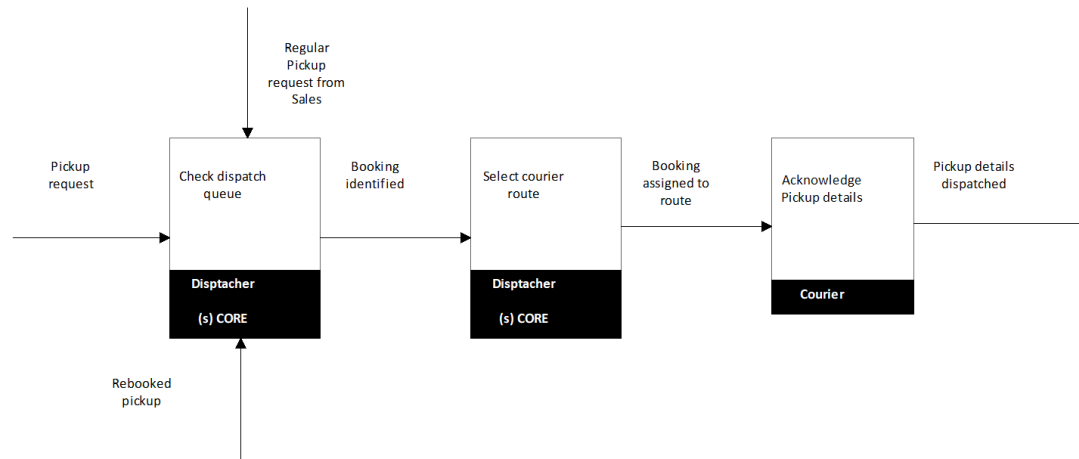 Regular
Pickup
request from
Sales
Pickup
request
Check dispatch
queue
Disptacher
(s) CORE
Booking
identified
Select courier
route
Disptacher
(s) CORE
Booking
assigned to
route
Acknowledge
Pickup details
Courier
Pickup details
dispatched
Rebooked
pickup